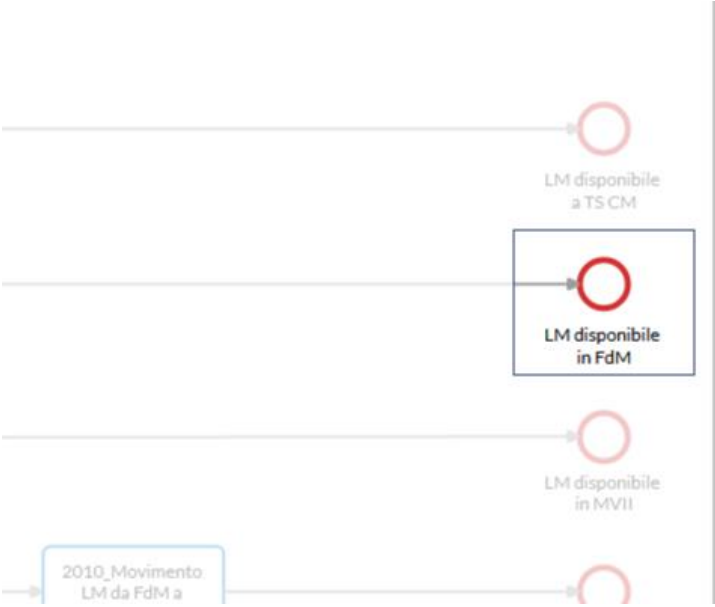 LM disponibile
a TS CM
LM disponibile
in FdM
LM disponibile
in MVII
2010_Movimento
LM da FdM a